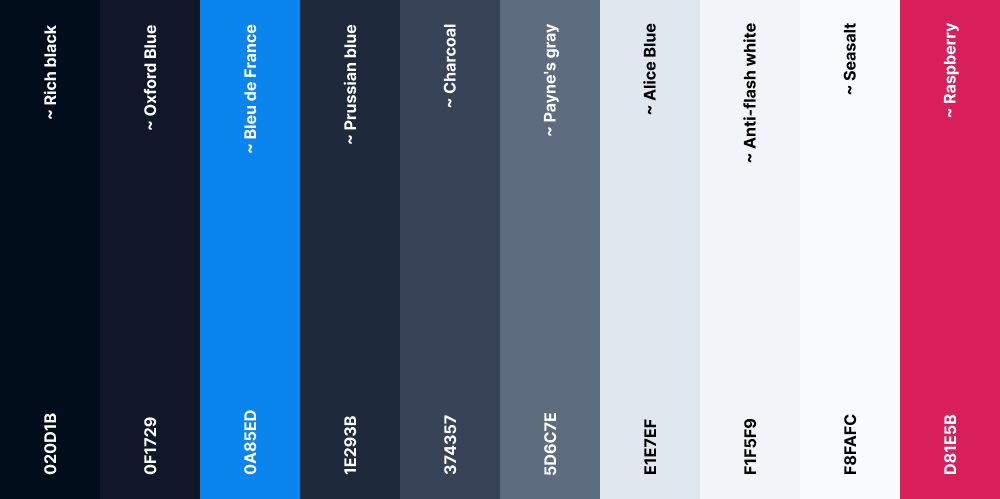 ~ Rich black
020D1B
~ Oxford Blue
0F1729
~ Bleu de France
0A85ED
~ Prussian blue
1E293B
~ Charcoal
374357
~ Payne's gray
5D6C7E
~ Alice Blue
E1E7EF
~ Anti-flash white
F1F5F9
~ Seasalt
F8FAFC
~ Raspberry
D81E5B